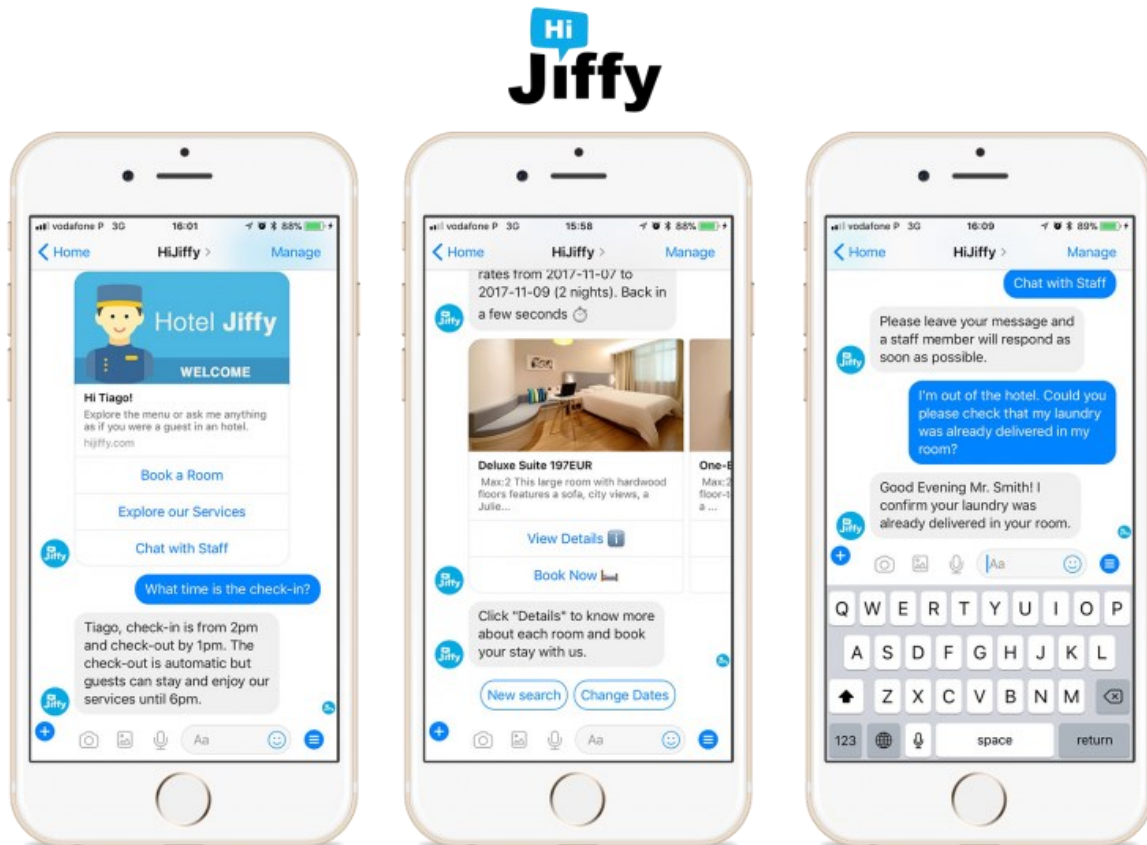 Hi
Jiffy
vodafone P 3G 16:01 88%
Home HiJiffy > Manage
Hotel Jiffy
WELCOME
Hi Tiago!
Explore the menu or ask me anything
as if you were a guest in an hotel.
hijiffy.com
Book a Room
Explore our Services
Chat with Staff
What time is the check-in?
Tiago, check-in is from 2pm
and check-out by 1pm. The
check-out is automatic but
guests can stay and enjoy our
services until 6pm.
Hi Jiffy
Aa
vodafone P 3G 15:58 88%
Home HiJiffy > Manage
rates from 2017-11-07 to
2017-11-09 (2 nights). Back in
a few seconds
Deluxe Suite 197EUR
Max:2 This large room with hardwood
floors features a sofa, city views, a
Julie...
One-
Max:2
floor-t
a ...
View Details
Book Now
Click "Details" to know more
about each room and book
your stay with us.
New search Change Dates
Aa
vodafone P 3G 16:09 89%
Home HiJiffy > Manage
Chat with Staff
Please leave your message and
a staff member will respond as
soon as possible.
I'm out of the hotel. Could you
please check that my laundry
was already delivered in my
room?
Good Evening Mr. Smith! I
confirm your laundry was
already delivered in your room.
Aa
Q W E R T Y U I O P
A S D F G H J K L
Z X C V B N M
123 space return